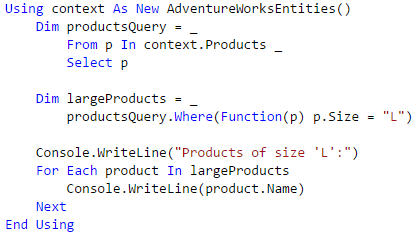 Using context As New AdventureWorksEntities()
    Dim productsQuery = _
        From p In context.Products _
        Select p

    Dim largeProducts = _
        productsQuery.Where(Function(p) p.Size = "L")

    Console.WriteLine("Products of size 'L':")
    For Each product In largeProducts
        Console.WriteLine(product.Name)
    Next
End Using